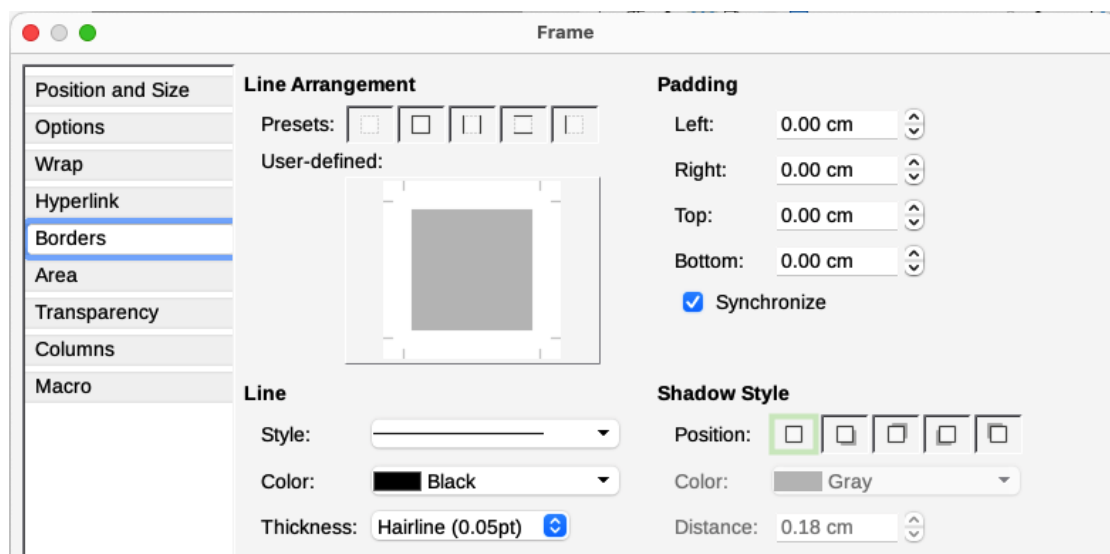 Frame
Position and Size
Options
Wrap
Hyperlink
Borders
Area
Transparency
Columns
Macro
Line Arrangement
Presets:
User-defined:
Padding
Left: 0.00 cm
Right: 0.00 cm
Top: 0.00 cm
Bottom: 0.00 cm
Synchronize
Line
Style:
Color: Black
Thickness: Hairline (0.05pt)
Shadow Style
Position:
Color: Gray
Distance: 0.18 cm